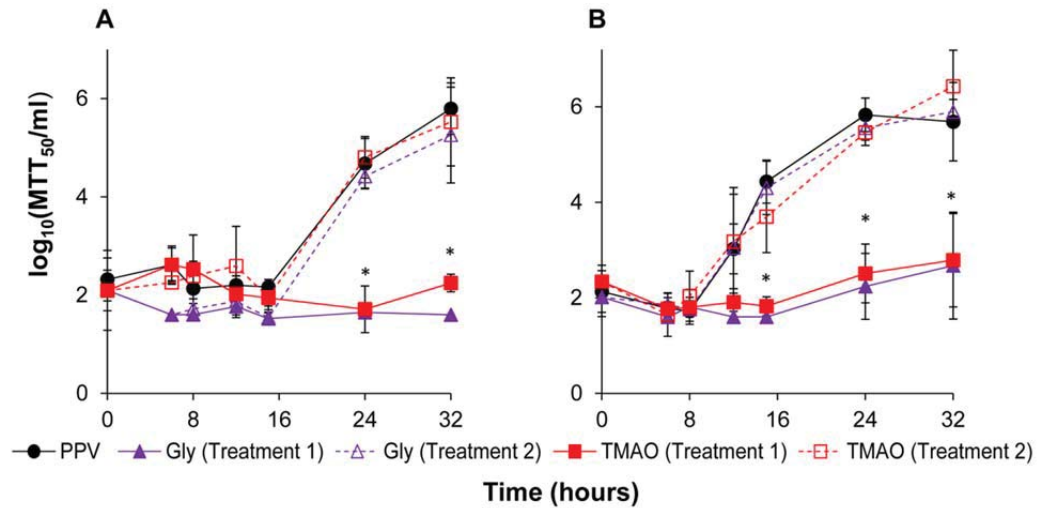 A
B
log₁₀(MTT₅₀/ml)
6
4
2
0
0 8 16 24 32
* *
6
4
2
0
0 8 16 24 32
* * *
PPV Gly (Treatment 1) Gly (Treatment 2) TMAO (Treatment 1) TMAO (Treatment 2)
Time (hours)